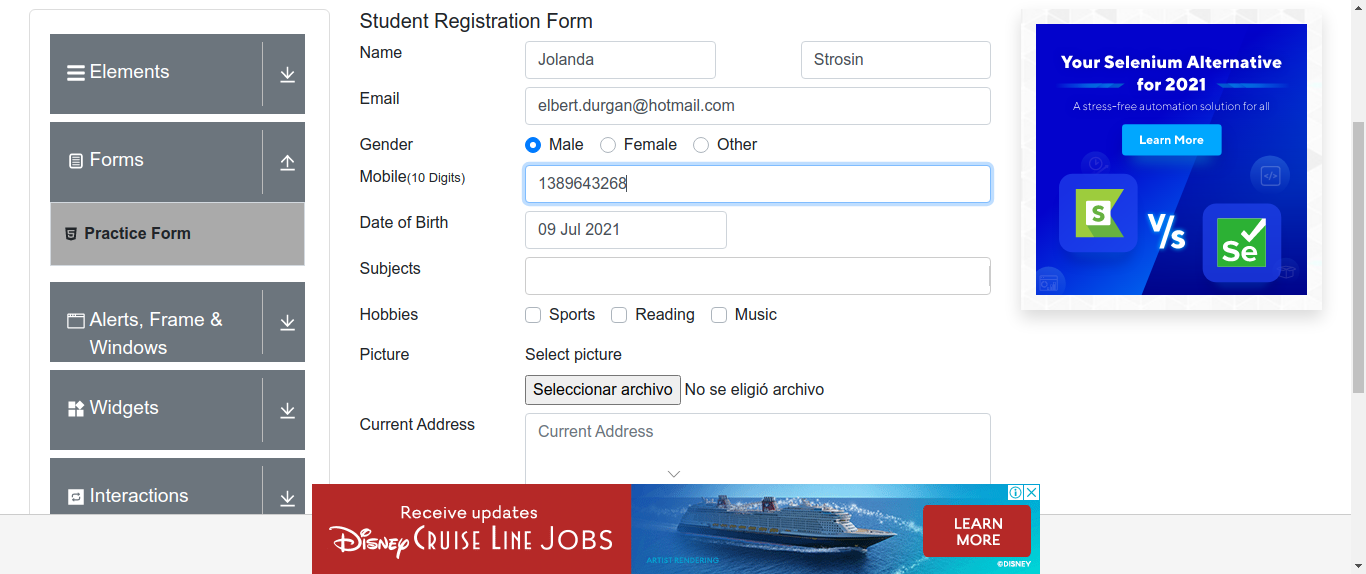 Elements
Forms
Practice Form
Alerts, Frame &
Windows
Widgets
Interactions
Student Registration Form
Name
Jolanda
Strosin
Email
elbert.durgan@hotmail.com
Gender
Male
Female
Other
Mobile(10 Digits)
1389643268
Date of Birth
09 Jul 2021
Subjects
Hobbies
Sports
Reading
Music
Picture
Select picture
Seleccionar archivo No se eligió archivo
Current Address
Current Address
Your Selenium Alternative
for 2021
A stress-free automation solution for all
Learn More
S
V/s
Se
Receive updates
Disney Cruise Line Jobs
ARTIST RENDERING
LEARN
MORE
©DISNEY